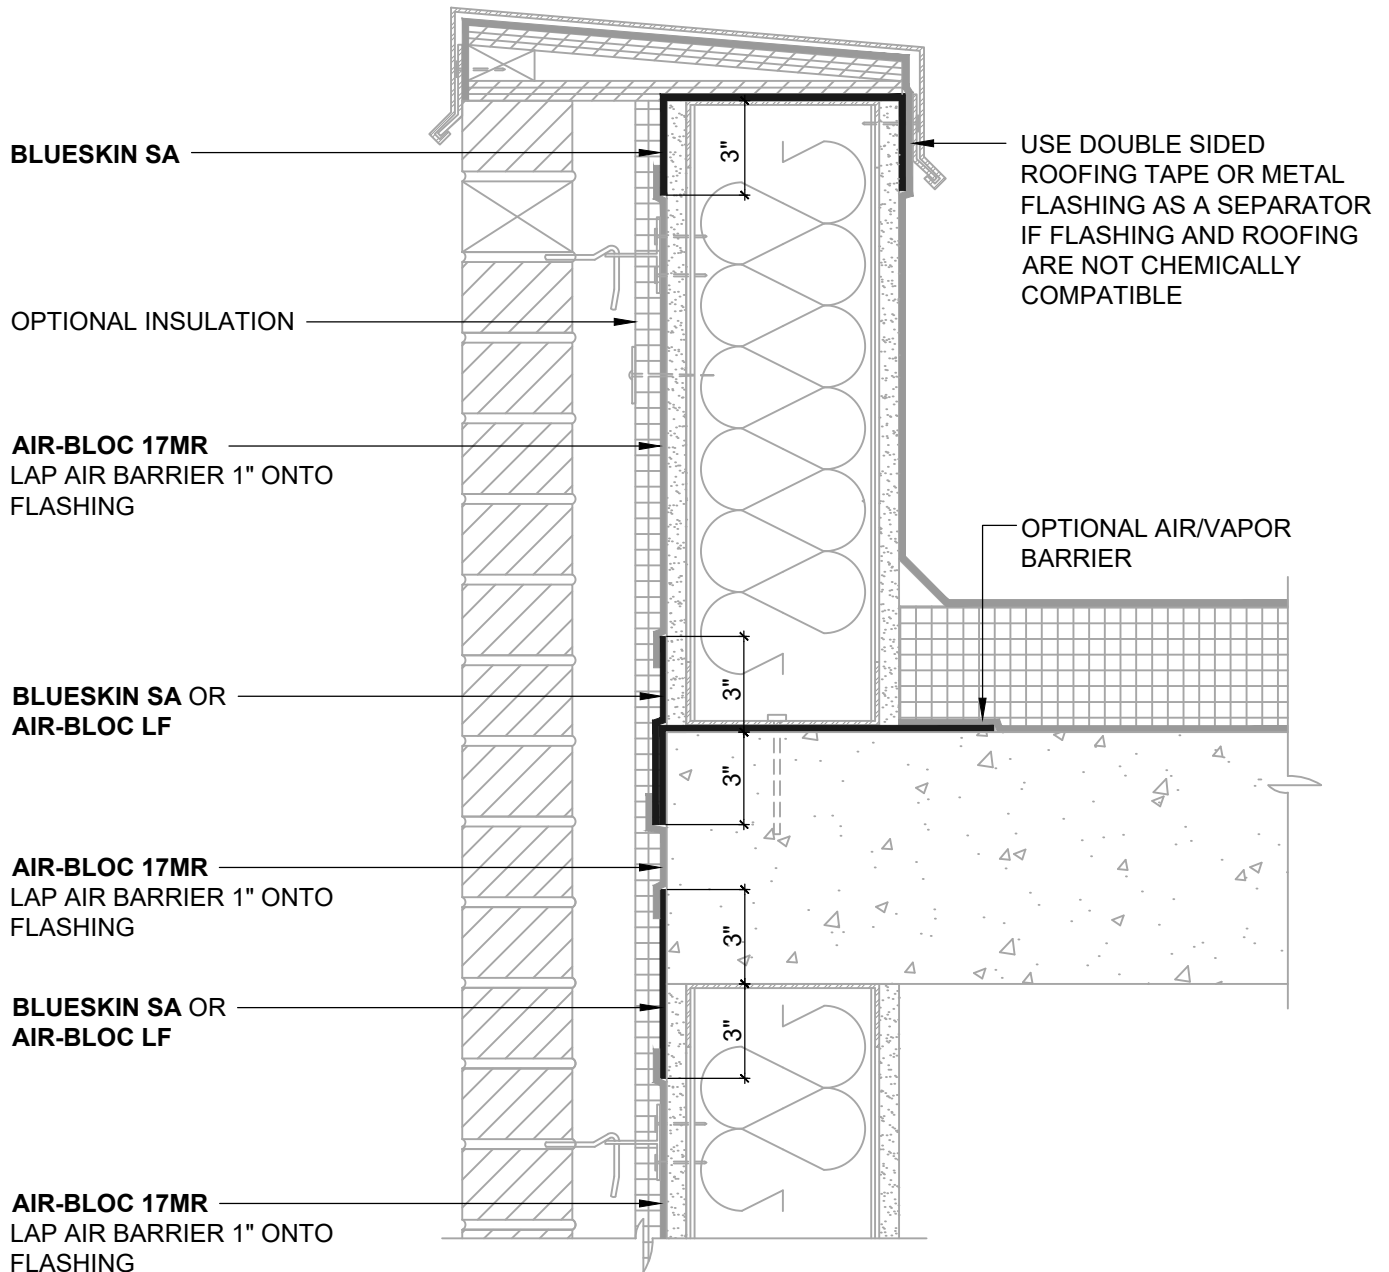 BLUESKIN SA
OPTIONAL INSULATION
AIR-BLOC 17MR
LAP AIR BARRIER 1" ONTO
FLASHING
BLUESKIN SA OR
AIR-BLOC LF
AIR-BLOC 17MR
LAP AIR BARRIER 1" ONTO
FLASHING
BLUESKIN SA OR
AIR-BLOC LF
AIR-BLOC 17MR
LAP AIR BARRIER 1" ONTO
FLASHING
3"
3"
3"
3"
3"
USE DOUBLE SIDED
ROOFING TAPE OR METAL
FLASHING AS A SEPARATOR
IF FLASHING AND ROOFING
ARE NOT CHEMICALLY
COMPATIBLE
OPTIONAL AIR/VAPOR
BARRIER